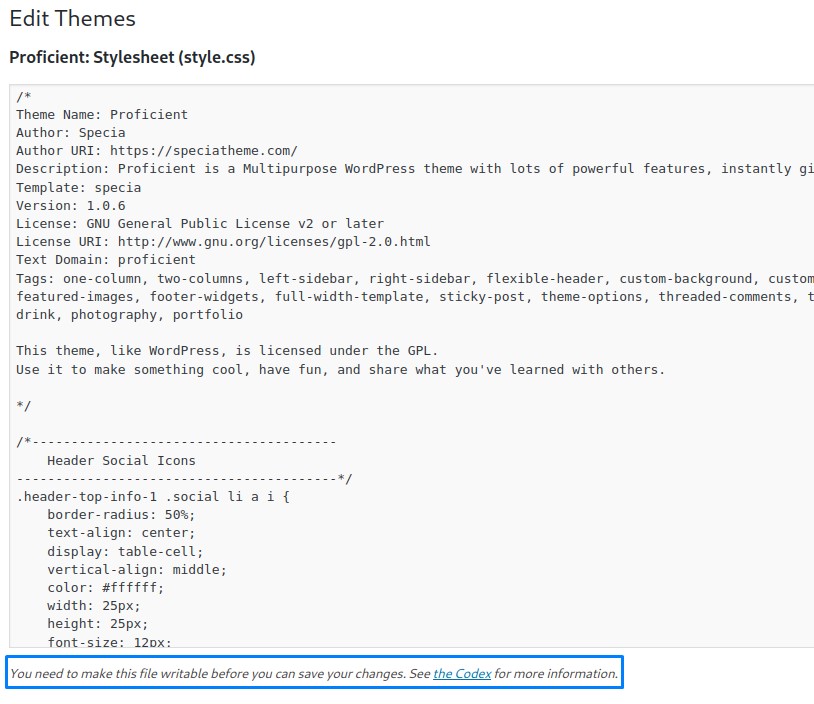 Edit Themes
Proficient: Stylesheet (style.css)
/*
Theme Name: Proficient
Author: Specia
Author URI: https://speciatheme.com/
Description: Proficient is a Multipurpose WordPress theme with lots of powerful features, instantly gi
Template: specia
Version: 1.0.6
License: GNU General Public License v2 or later
License URI: http://www.gnu.org/licenses/gpl-2.0.html
Text Domain: proficient
Tags: one-column, two-columns, left-sidebar, right-sidebar, flexible-header, custom-background, custom
featured-images, footer-widgets, full-width-template, sticky-post, theme-options, threaded-comments, t
drink, photography, portfolio
This theme, like WordPress, is licensed under the GPL.
Use it to make something cool, have fun, and share what you've learned with others.
*/
/*---------------------------------------
    Header Social Icons
-----------------------------------------*/
.header-top-info-1 .social li a i {
    border-radius: 50%;
    text-align: center;
    display: table-cell;
    vertical-align: middle;
    color: #ffffff;
    width: 25px;
    height: 25px;
    font-size: 12px;
You need to make this file writable before you can save your changes. See the Codex for more information.